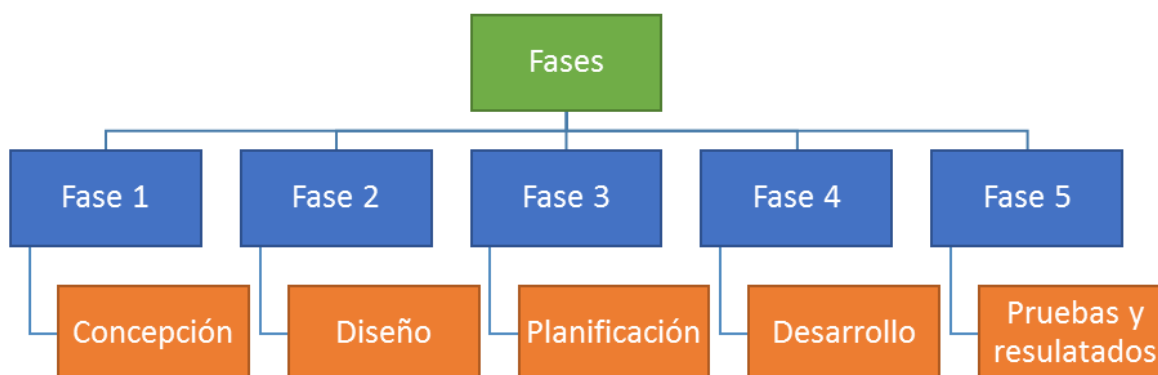 Fases
Fase 1
Fase 2
Fase 3
Fase 4
Fase 5
Concepción
Diseño
Planificación
Desarrollo
Pruebas y
resulatados